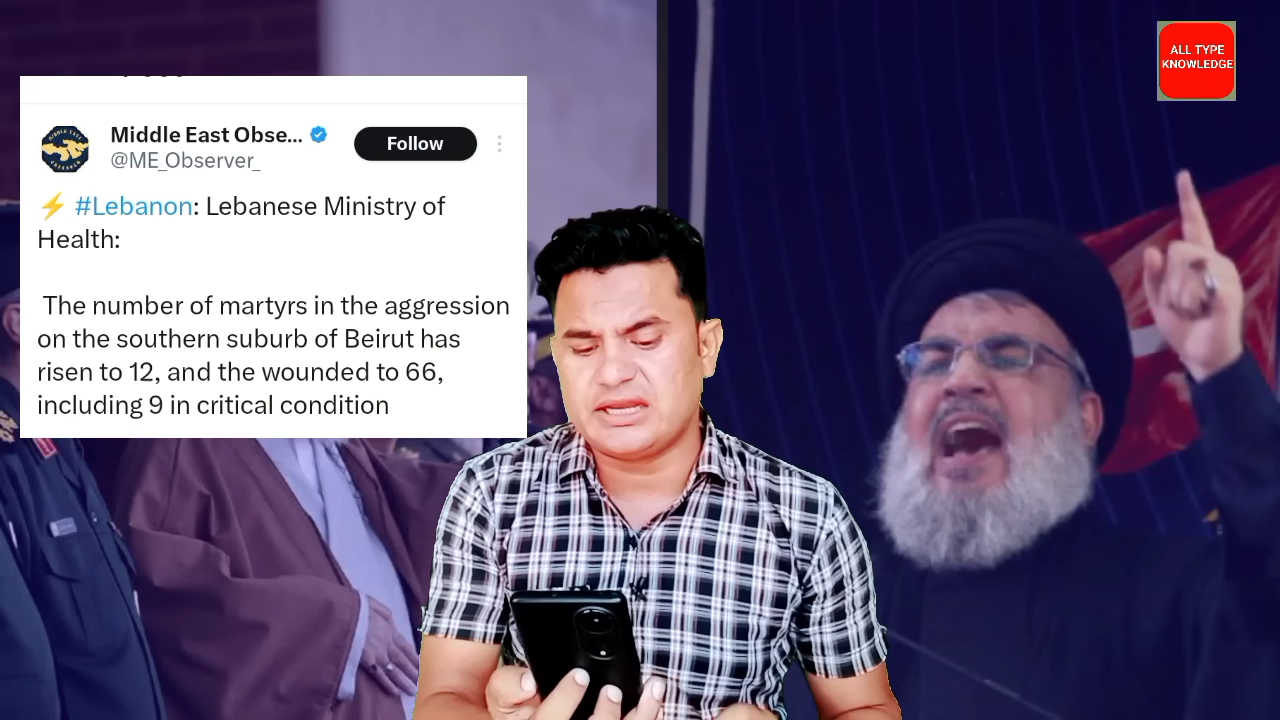 ALL TYPE
KNOWLEDGE
Middle East Obse...
@ME_Observer_
Follow
⚡ #Lebanon: Lebanese Ministry of
Health:
The number of martyrs in the aggression
on the southern suburb of Beirut has
risen to 12, and the wounded to 66,
including 9 in critical condition